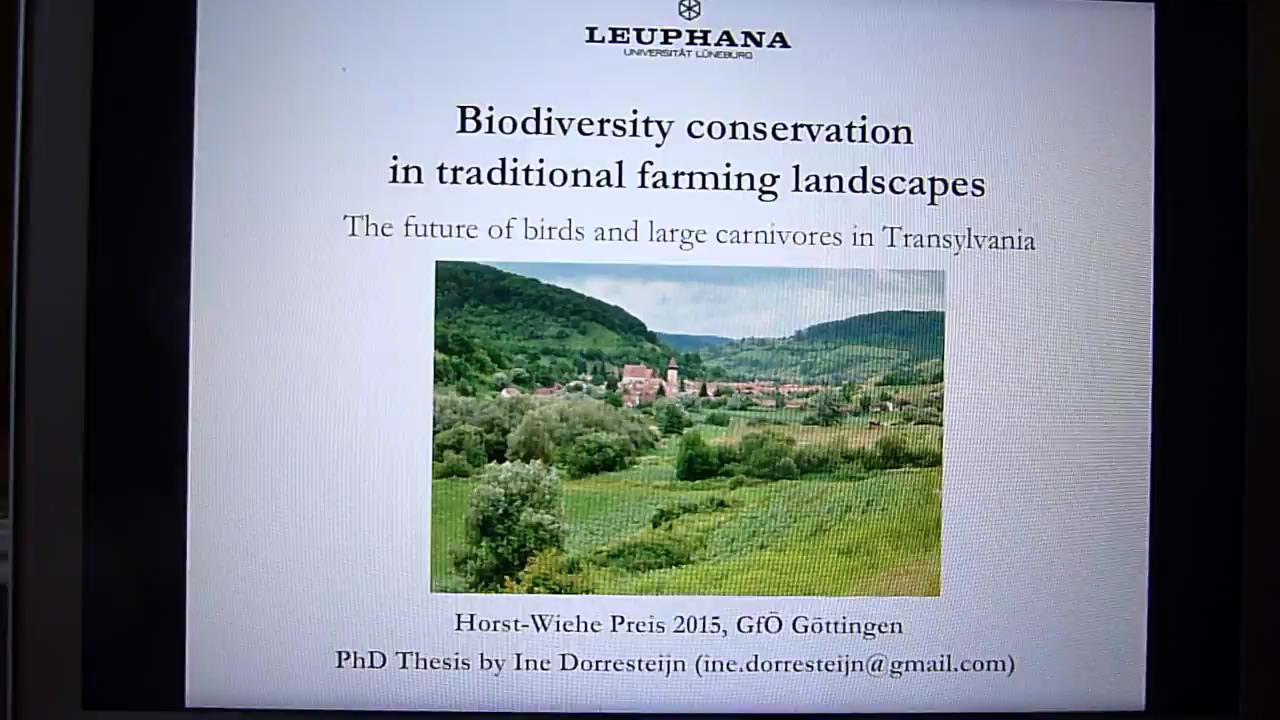 LEUPHANA
UNIVERSITÄT LÜNEBURG
Biodiversity conservation
in traditional farming landscapes
The future of birds and large carnivores in Transylvania
Horst-Wiehe Preis 2015, GfÖ Göttingen
PhD Thesis by Ine Dorresteijn (ine.dorresteijn@gmail.com)